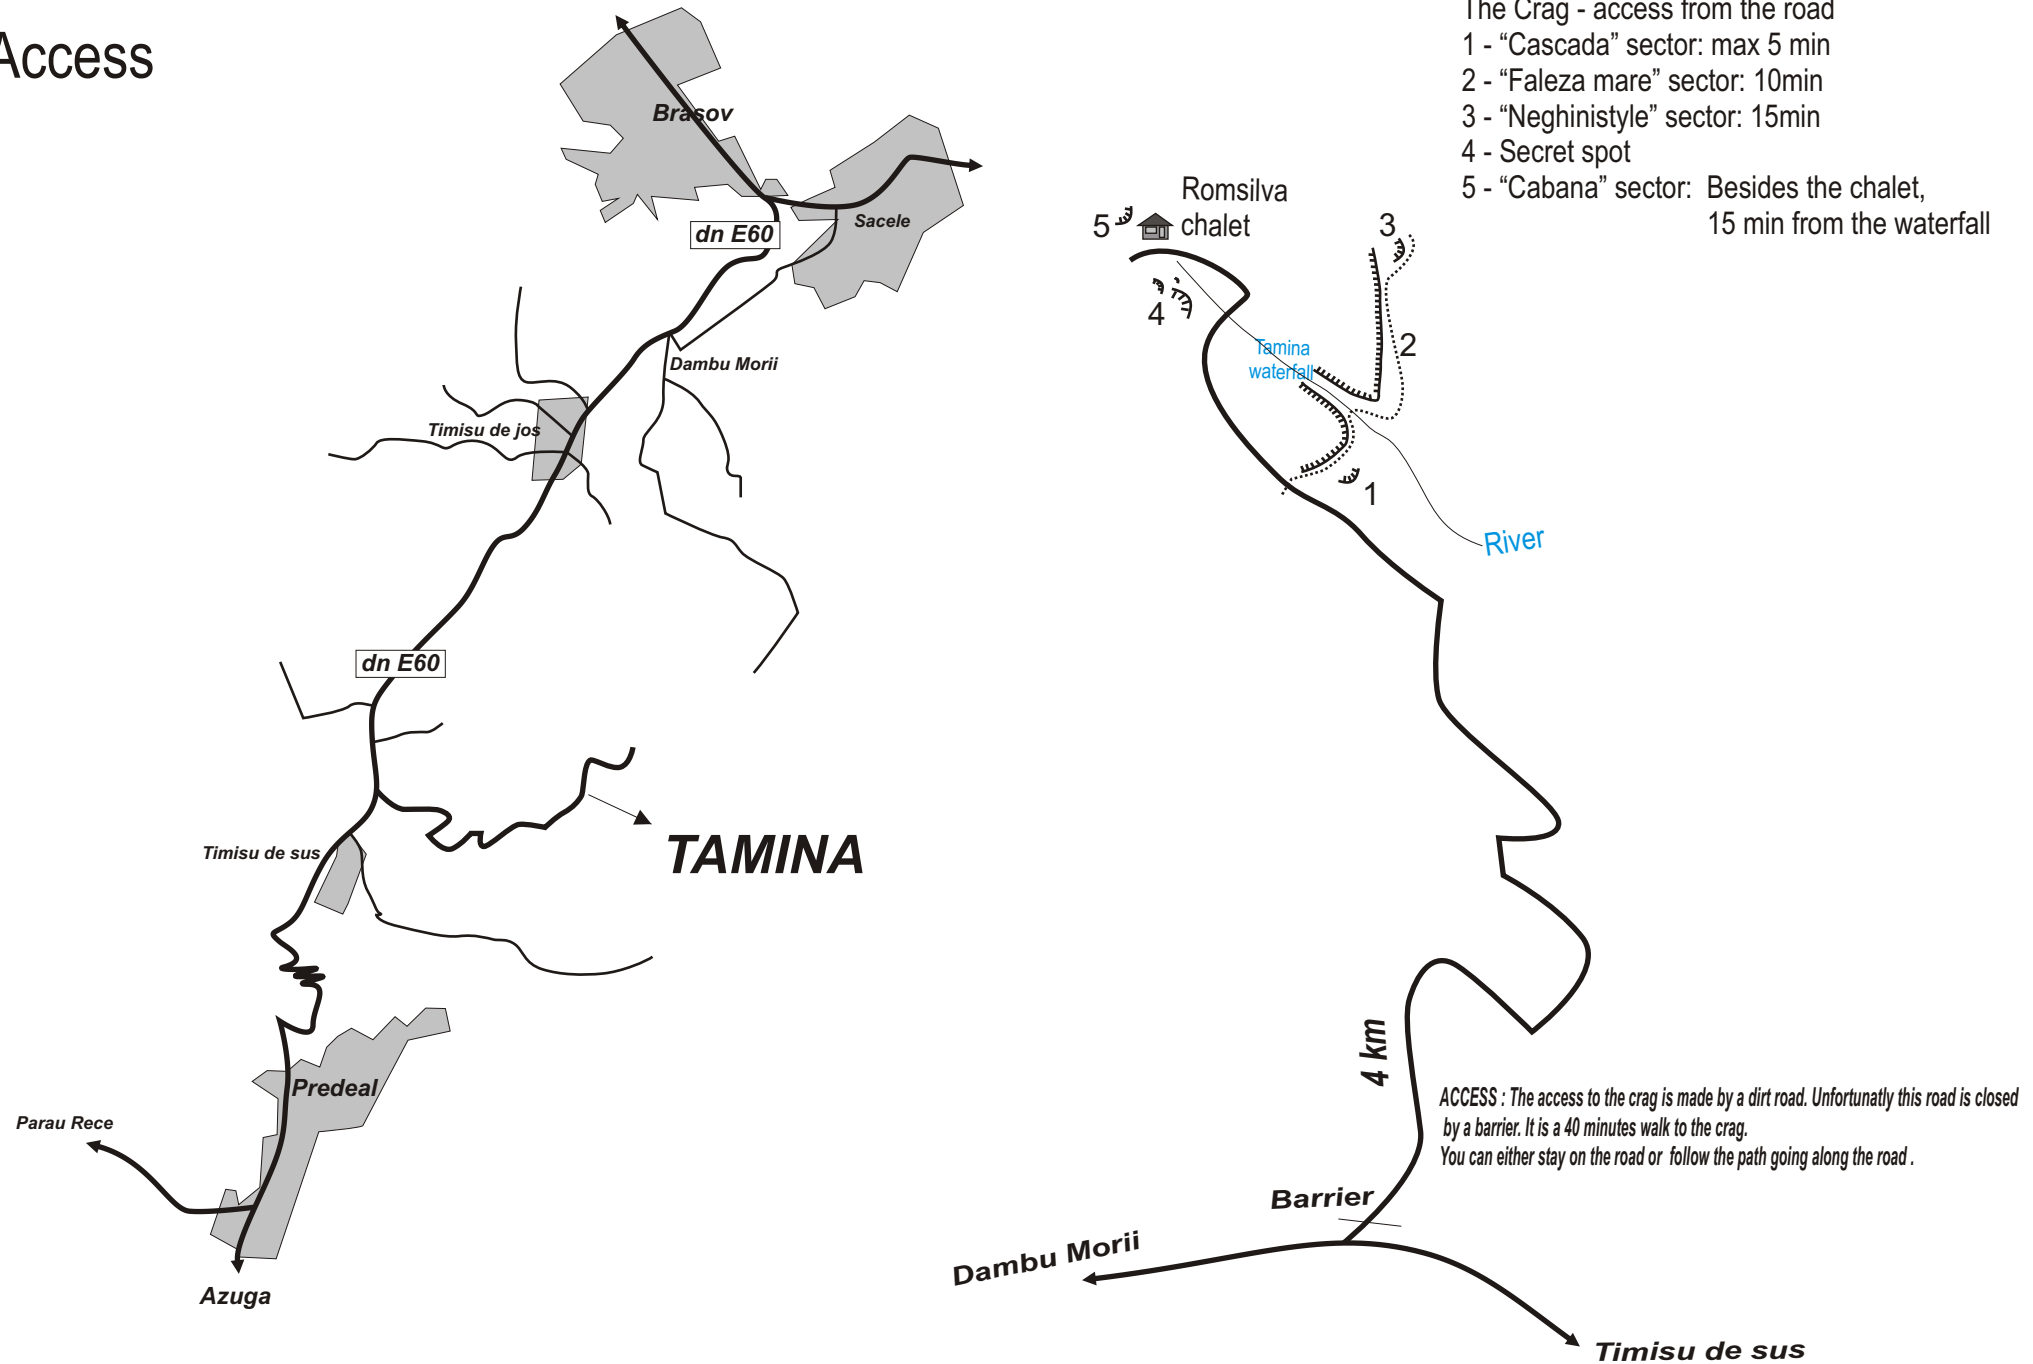 Access
The Crag - access from the road
1 - “Cascada” sector: max 5 min
2 - “Faleza mare” sector: 10min
3 - “Neghinistyle” sector: 15min
4 - Secret spot
5 - “Cabana” sector: Besides the chalet,
15 min from the waterfall
Brasov
dn E60
Sacele
Dambu Morii
Timisu de jos
dn E60
TAMINA
Timisu de sus
Predeal
Parau Rece
Azuga
Romsilva
chalet
5
3
4
2
Tamina
waterfall
1
River
4 km
ACCESS : The access to the crag is made by a dirt road. Unfortunatly this road is closed
by a barrier. It is a 40 minutes walk to the crag.
You can either stay on the road or follow the path going along the road .
Barrier
Dambu Morii
Timisu de sus